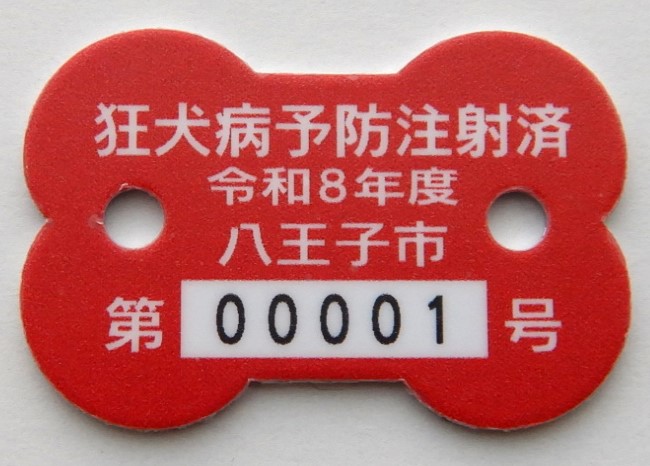 狂犬病予防注射済
令和8年度
八王子市
第 00001 号